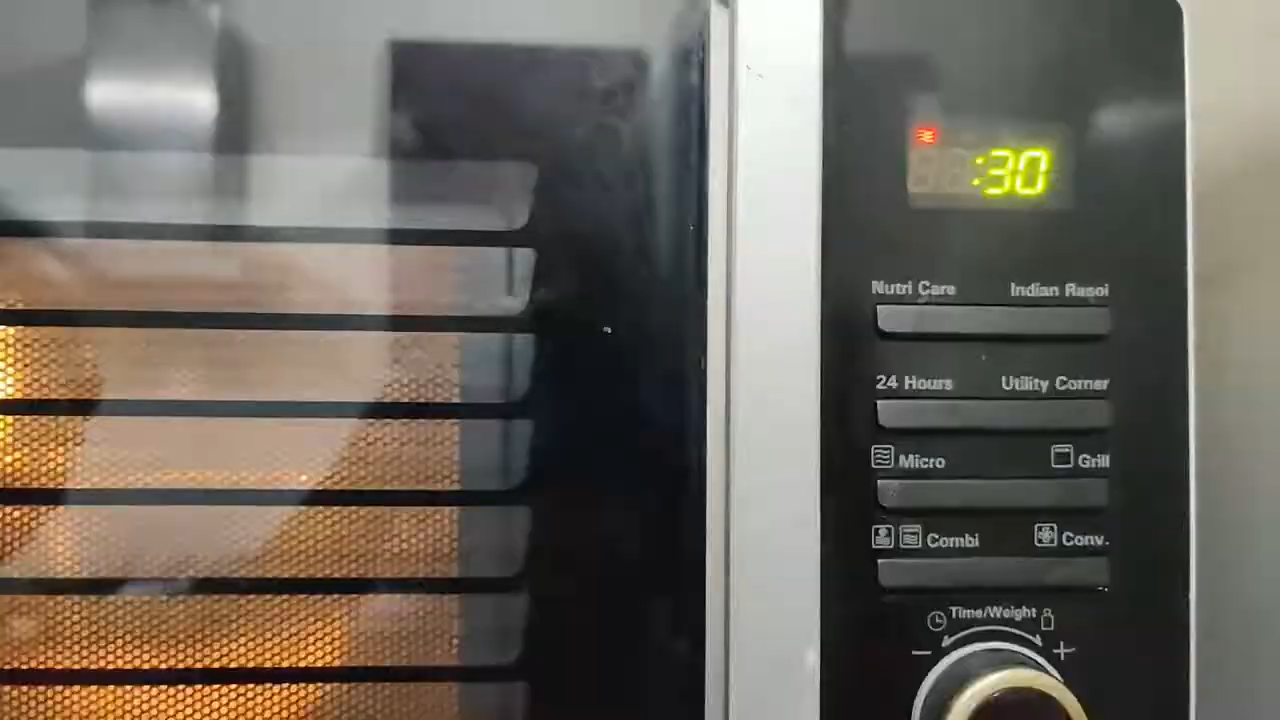 :30
Nutri Care Indian Rasoi
24 Hours Utility Corner
Micro Grill
Combi Conv.
Time/Weight
- +